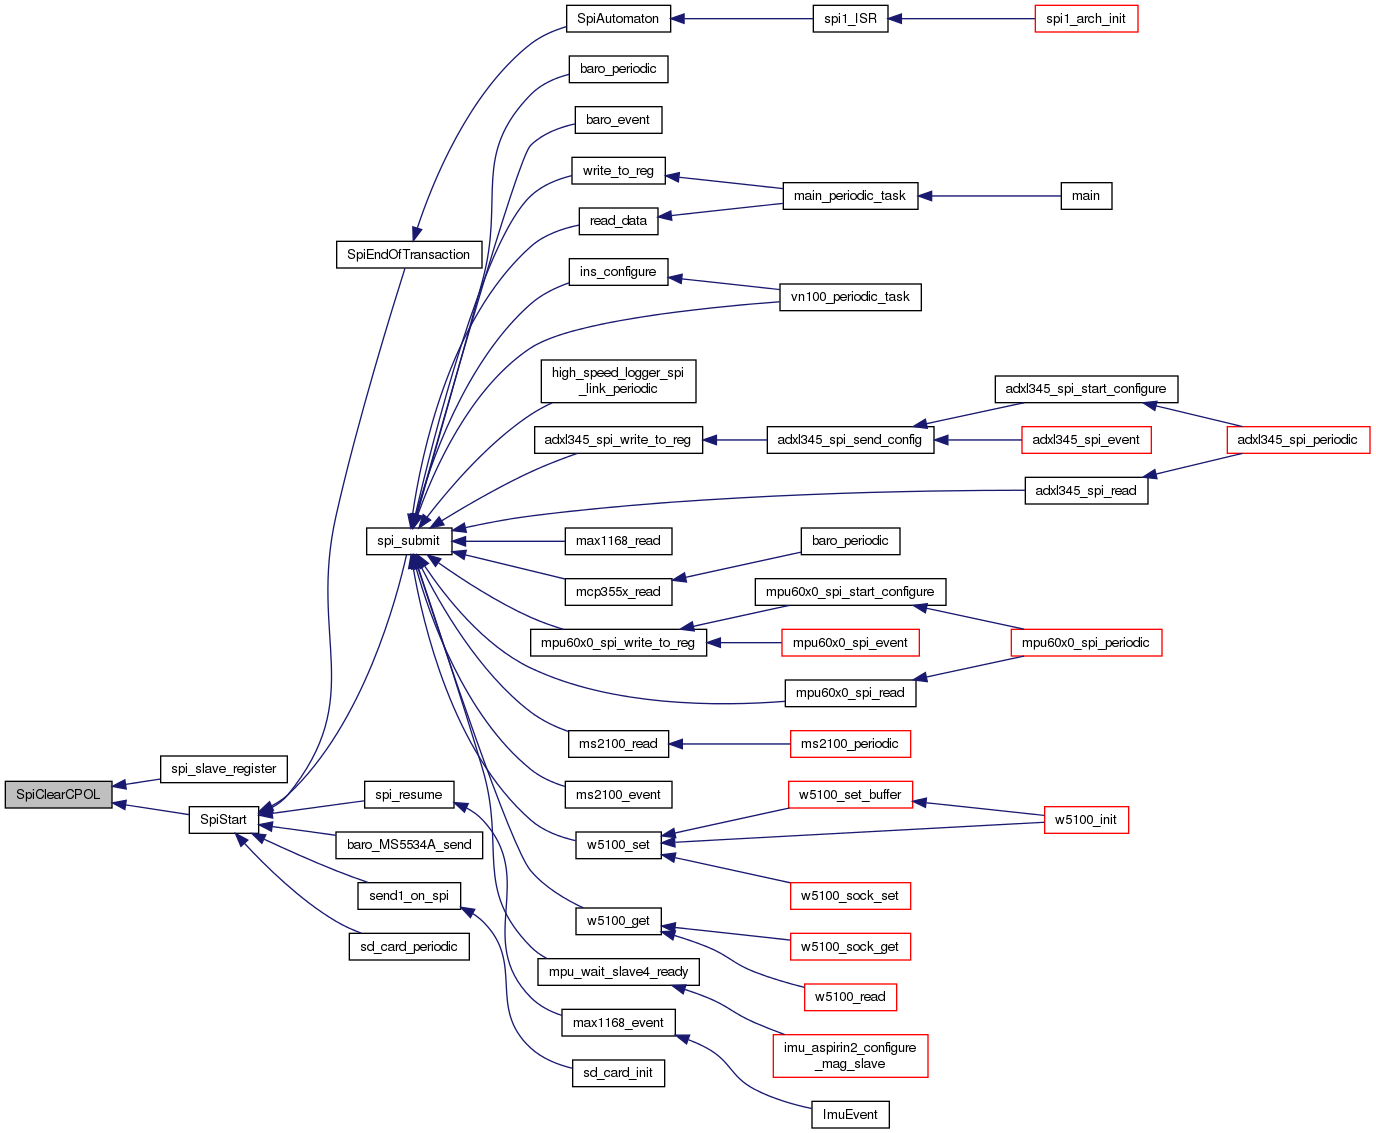 SpiAutomaton
spi1_ISR
spi1_arch_init
baro_periodic
baro_event
write_to_reg
main_periodic_task
main
read_data
SpiEndOfTransaction
ins_configure
vn100_periodic_task
high_speed_logger_spi
_link_periodic
adxl345_spi_start_configure
adxl345_spi_write_to_reg
adxl345_spi_send_config
adxl345_spi_event
adxl345_spi_periodic
adxl345_spi_read
spi_submit
max1168_read
baro_periodic
mcp355x_read
mpu60x0_spi_start_configure
mpu60x0_spi_write_to_reg
mpu60x0_spi_event
mpu60x0_spi_periodic
mpu60x0_spi_read
ms2100_read
ms2100_periodic
spi_slave_register
SpiClearCPOL
spi_resume
ms2100_event
w5100_set_buffer
SpiStart
w5100_init
baro_MS5534A_send
w5100_set
send1_on_spi
w5100_sock_set
w5100_get
sd_card_periodic
w5100_sock_get
mpu_wait_slave4_ready
w5100_read
max1168_event
imu_aspirin2_configure
_mag_slave
sd_card_init
ImuEvent